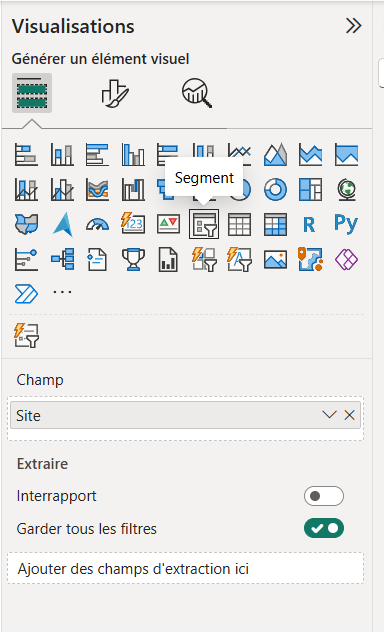 Visualisations
Générer un élément visuel
Segment
123
R
Py
Champ
Site
Extraire
Interrapport
Garder tous les filtres
Ajouter des champs d'extraction ici